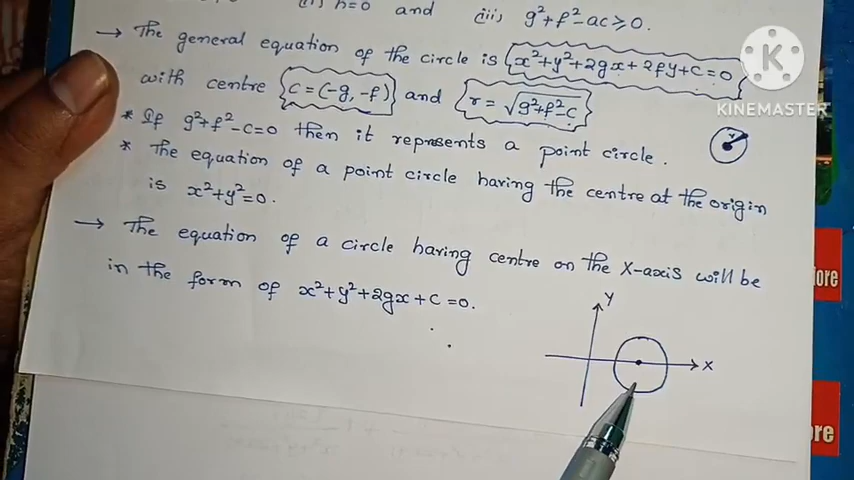 (ii) h=0 and (iii) g²+f²-ac ≥ 0.
→ The general equation of the circle is x²+y²+2gx+2fy+c=0
with centre C = (-g, -f) and r = √g²+f²-c
* If g²+f²-c=0 then it represents a point circle.
* The equation of a point circle having the centre at the origin
is x²+y²=0.
→ The equation of a circle having centre on the X-axis will be
in the form of x²+y²+2gx+c=0.
Y
X
r
K
KINEMASTER
ore
re